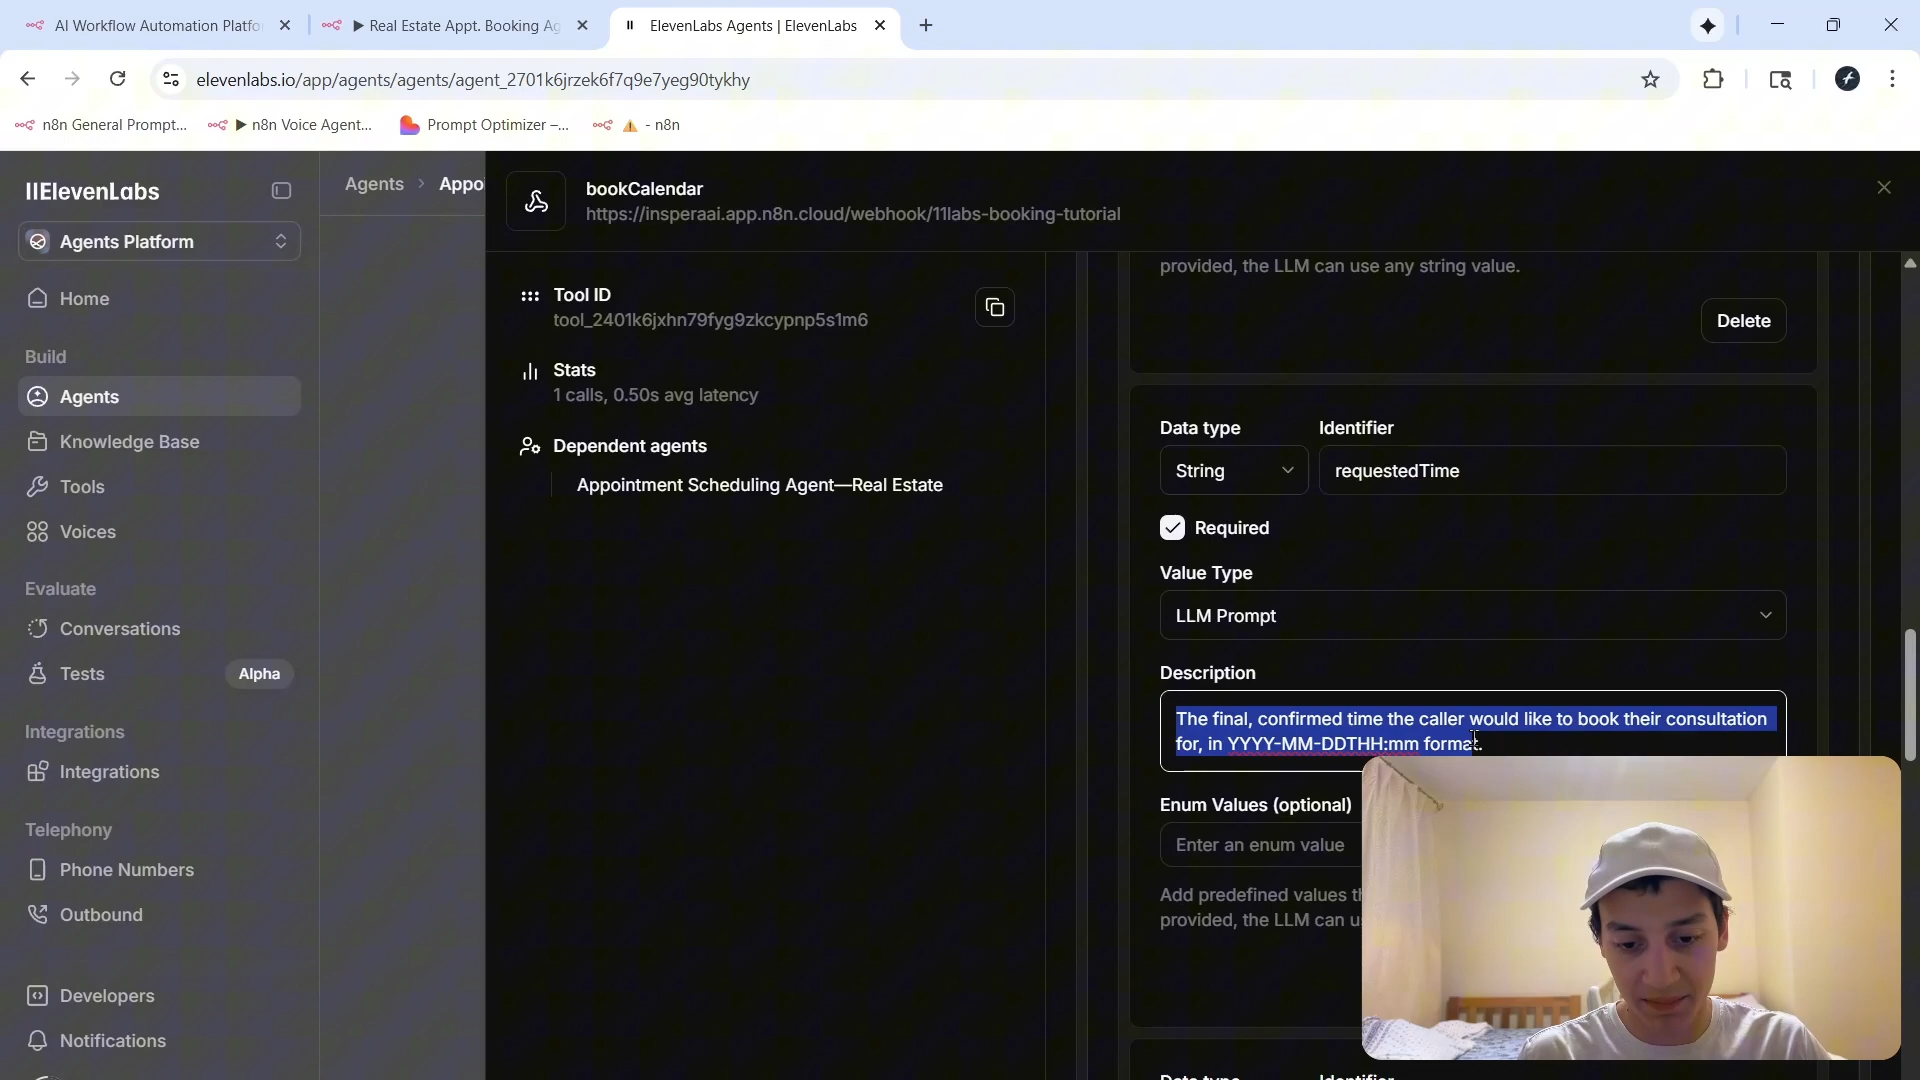 AI Workflow Automation Platfo
▶ Real Estate Appt. Booking Ag
ElevenLabs Agents | ElevenLabs
elevenlabs.io/app/agents/agents/agent_2701k6jrzek6f7q9e7yeg90tykhy
n8n General Prompt...
▶ n8n Voice Agent...
Prompt Optimizer –...
⚠ - n8n
IIElevenLabs
Agents Platform
Home
Build
Agents
Knowledge Base
Tools
Voices
Evaluate
Conversations
Tests
Alpha
Integrations
Integrations
Telephony
Phone Numbers
Outbound
Developers
Notifications
Agents
Appo
bookCalendar
https://insperaai.app.n8n.cloud/webhook/11labs-booking-tutorial
Tool ID
tool_2401k6jxhn79fyg9zkcypnp5s1m6
Stats
1 calls, 0.50s avg latency
Dependent agents
Appointment Scheduling Agent—Real Estate
provided, the LLM can use any string value.
Delete
Data type
Identifier
String
requestedTime
Required
Value Type
LLM Prompt
Description
The final, confirmed time the caller would like to book their consultation
for, in YYYY-MM-DDTHH:mm format.
Enum Values (optional)
Enter an enum value
Add predefined values t
provided, the LLM can u
Data type
Identifier